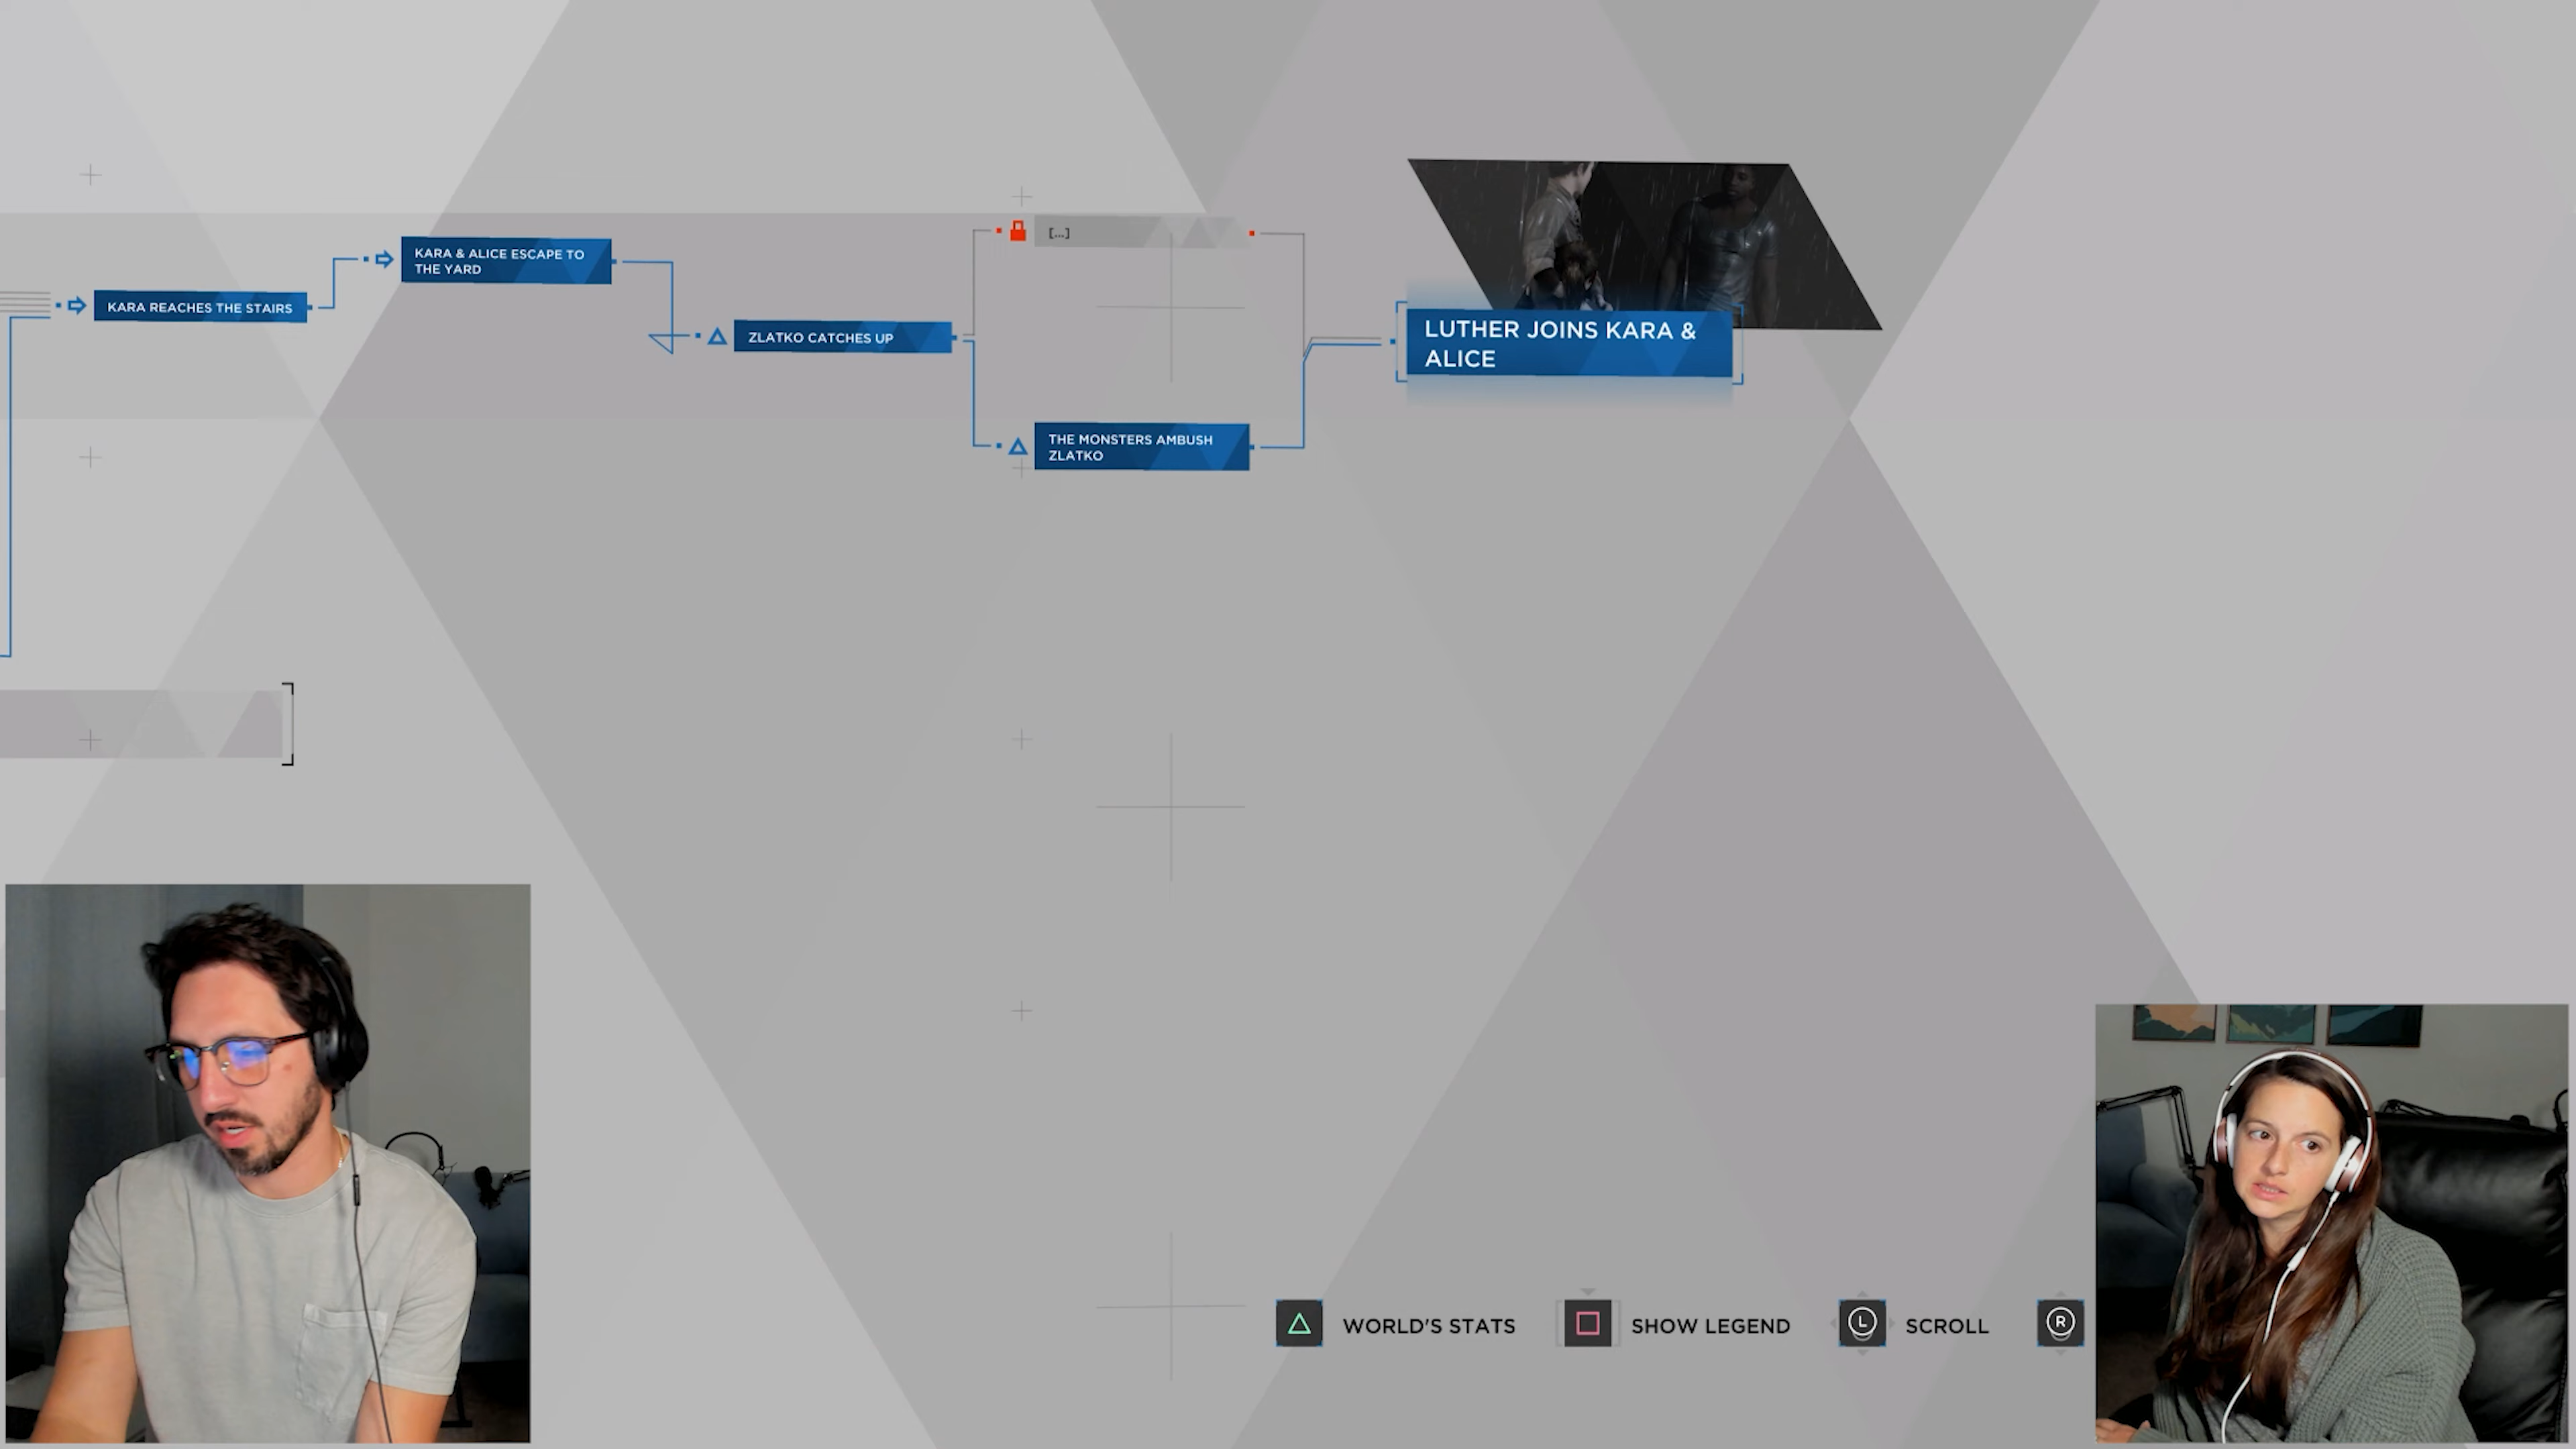 KARA & ALICE ESCAPE TO
THE YARD
KARA REACHES THE STAIRS
ZLATKO CATCHES UP
[...]
THE MONSTERS AMBUSH
ZLATKO
LUTHER JOINS KARA &
ALICE
WORLD'S STATS
SHOW LEGEND
L
SCROLL
R